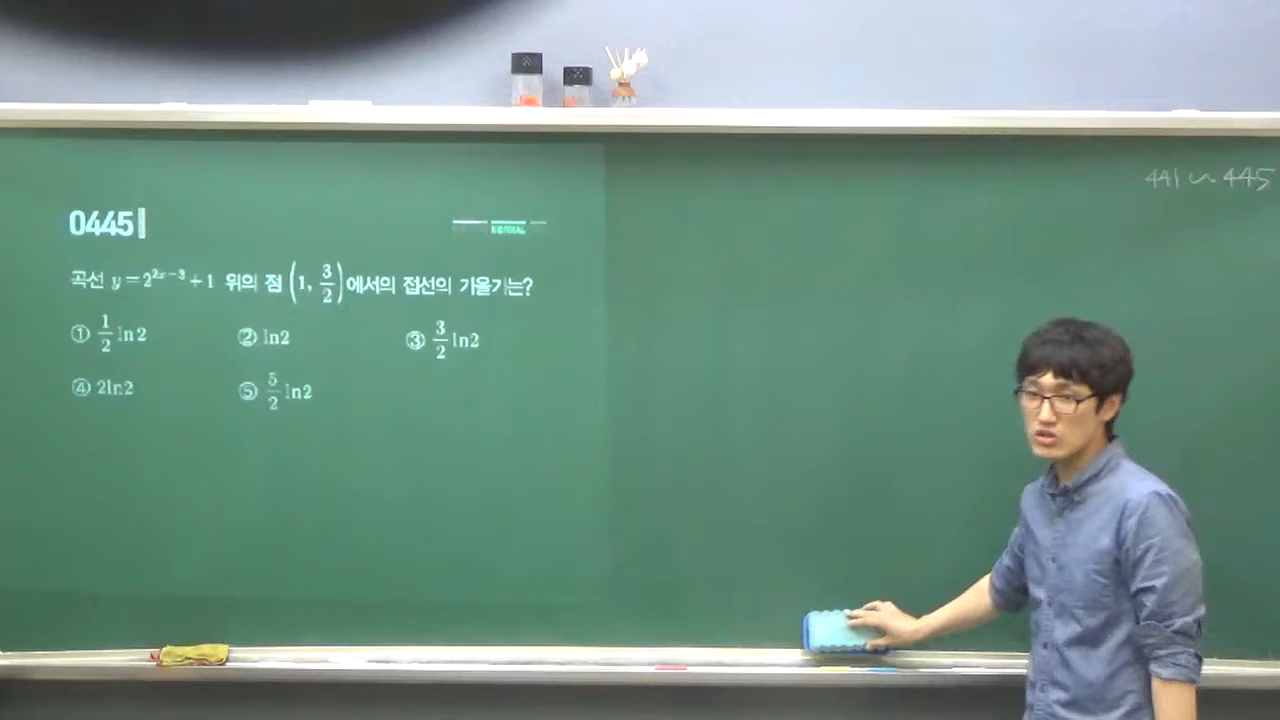 0445
NORMAL
곡선 y=2^{2x-3}+1 위의 점 (1, 3/2)에서의 접선의 기울기는?
① 1/2 ln2 ② ln2 ③ 3/2 ln2
④ 2ln2 ⑤ 5/2 ln2
441 ~ 445